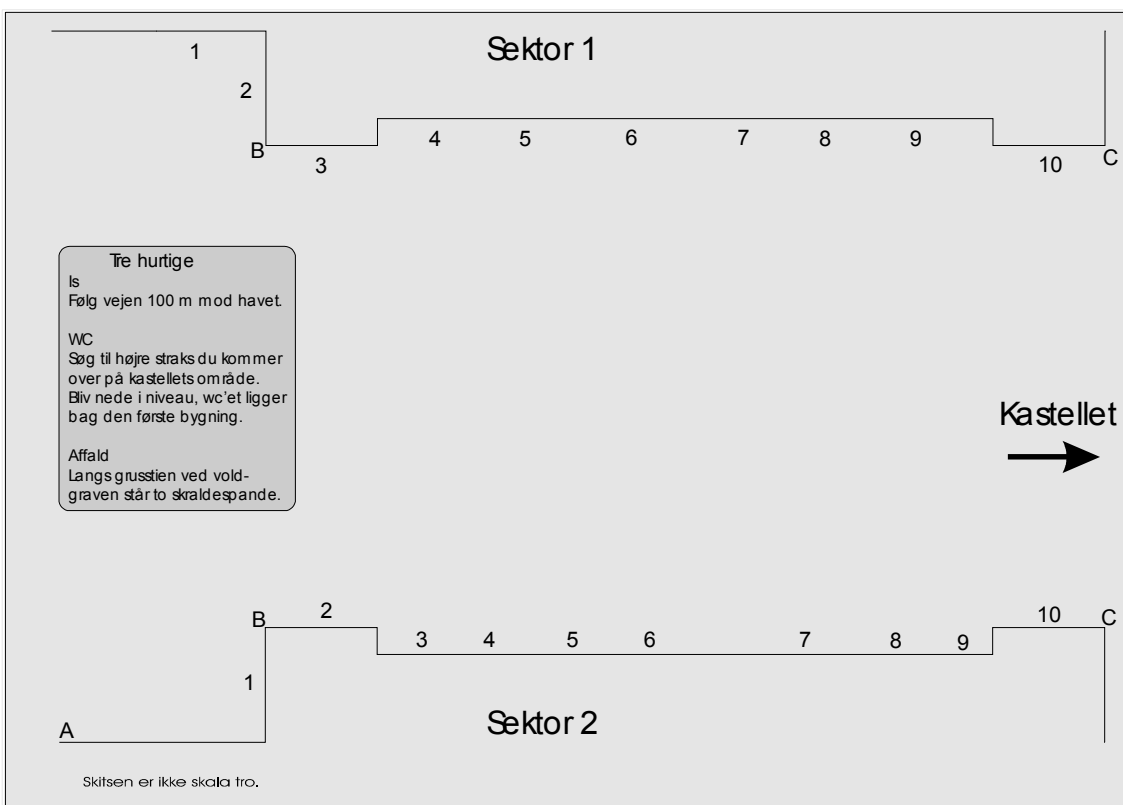 Sektor 1
1
2
B
3
4 5 6 7 8 9
10
C
Tre hurtige
Is
Følg vejen 100 m mod havet.
WC
Søg til højre straks du kommer
over på kastellets område.
Bliv nede i niveau, wc'et ligger
bag den første bygning.
Affald
Langs grusstien ved vold-
graven står to skraldespande.
Kastellet
A
1
B
2
3 4 5 6 7 8 9
10
C
Sektor 2
Skitsen er ikke skala tro.